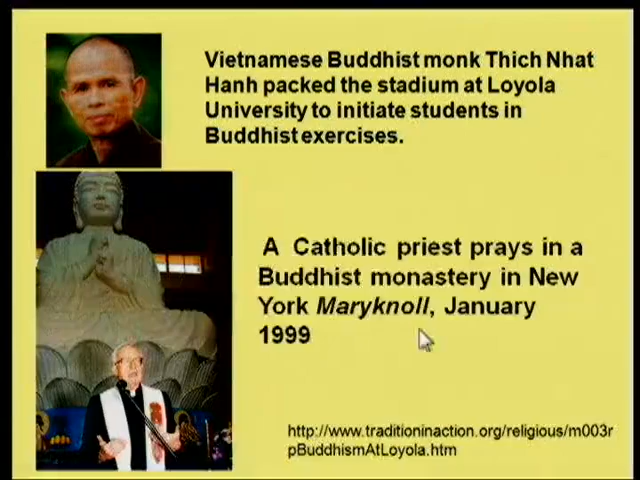 Vietnamese Buddhist monk Thich Nhat
Hanh packed the stadium at Loyola
University to initiate students in
Buddhist exercises.
A Catholic priest prays in a
Buddhist monastery in New
York Maryknoll, January
1999
http://www.traditioninaction.org/religious/m003r
pBuddhismAtLoyola.htm